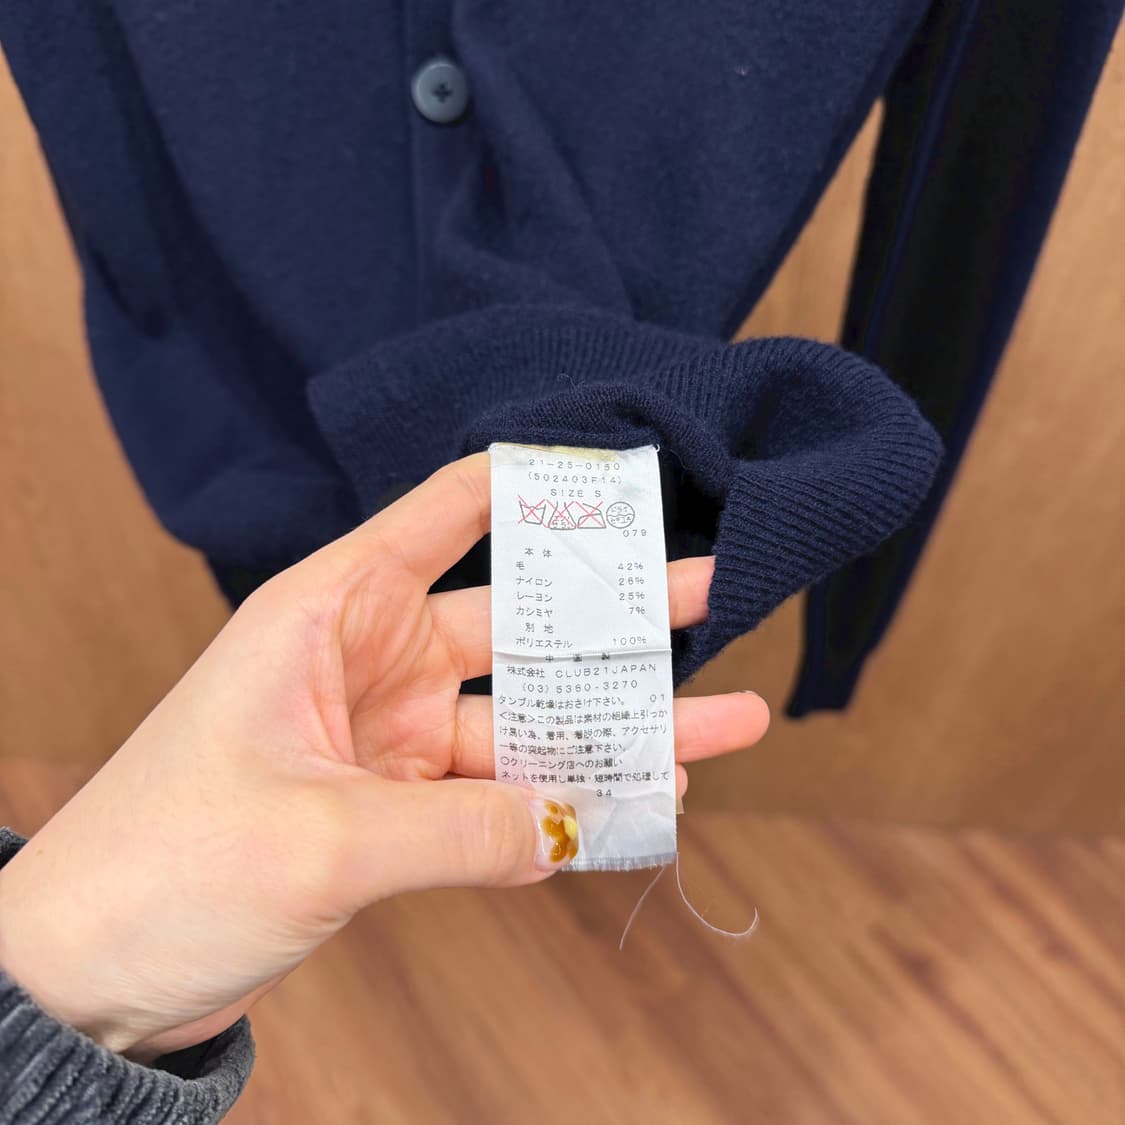 21-25-0150
(502403F14)
SIZE S
ドライ
079
本体
毛 42%
ナイロン 26%
レーヨン 25%
カシミヤ 7%
別地
ポリエステル 100%
中国製
株式会社 CLUB21JAPAN
(03)5360-3270
タンブル乾燥はおさけ下さい。 01
<注意>この製品は素材の組織上引っか
け易い為、着用、着脱の際、アクセサリ
ー等の突起物にご注意下さい。
○クリーニング店へのお願い
ネットを使用し単独・短時間で処理して
34